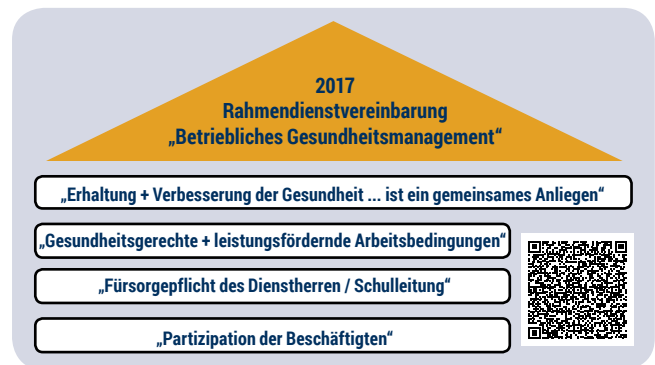 2017
Rahmendienstvereinbarung
„Betriebliches Gesundheitsmanagement“
„Erhaltung + Verbesserung der Gesundheit ... ist ein gemeinsames Anliegen“
„Gesundheitsgerechte + leistungsfördernde Arbeitsbedingungen“
„Fürsorgepflicht des Dienstherren / Schulleitung“
„Partizipation der Beschäftigten“